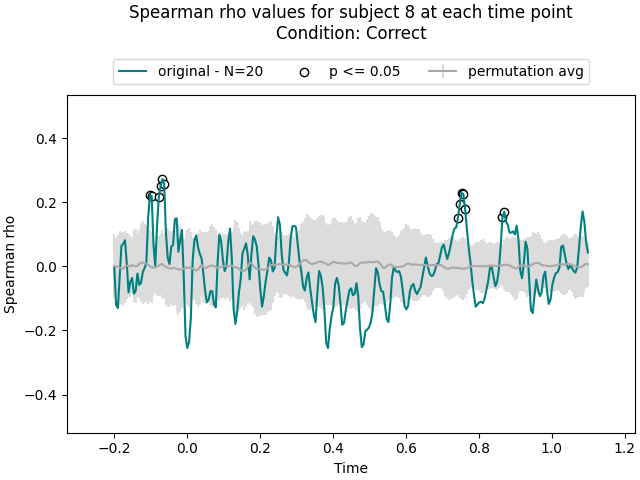 Spearman rho values for subject 8 at each time point
Condition: Correct
original - N=20
p <= 0.05
permutation avg
Spearman rho
0.4
0.2
0.0
−0.2
−0.4
−0.2
0.0
0.2
0.4
0.6
0.8
1.0
1.2
Time